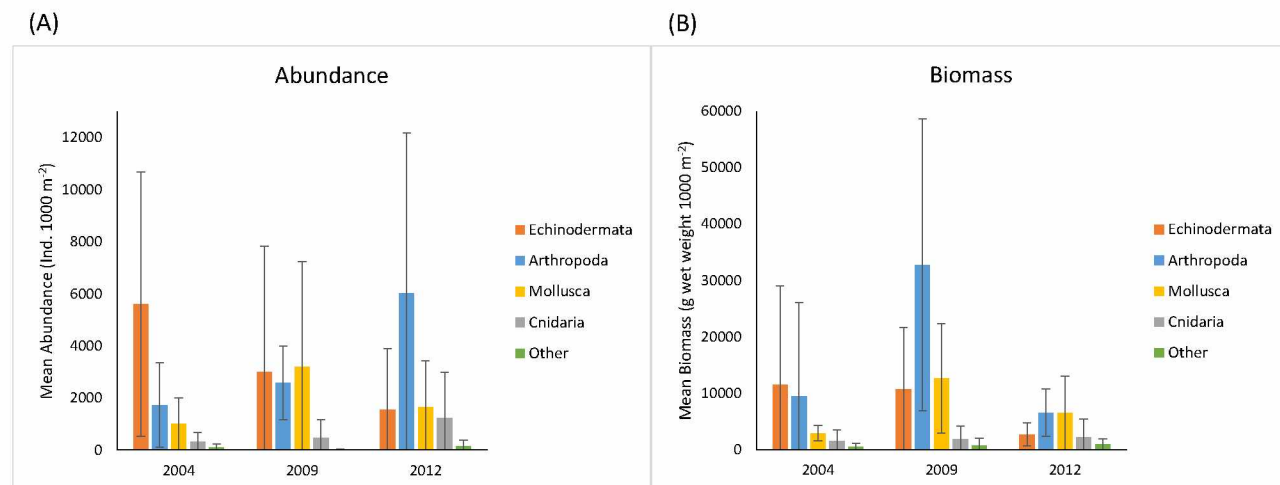 (A)
Abundance
Mean Abundance (Ind. 1000 m⁻²)
12000
10000
8000
6000
4000
2000
0
2004
2009
2012
Echinodermata
Arthropoda
Mollusca
Cnidaria
Other
(B)
Biomass
Mean Biomass (g wet weight 1000 m⁻²)
60000
50000
40000
30000
20000
10000
0
2004
2009
2012
Echinodermata
Arthropoda
Mollusca
Cnidaria
Other